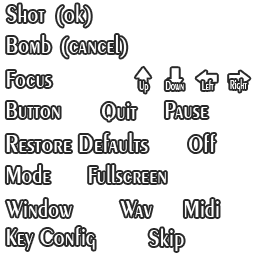 Shot (ok)
Bomb (cancel)
Focus Up Down Left Right
Button Quit Pause
Restore Defaults Off
Mode Fullscreen
Window Wav Midi
Key Config Skip